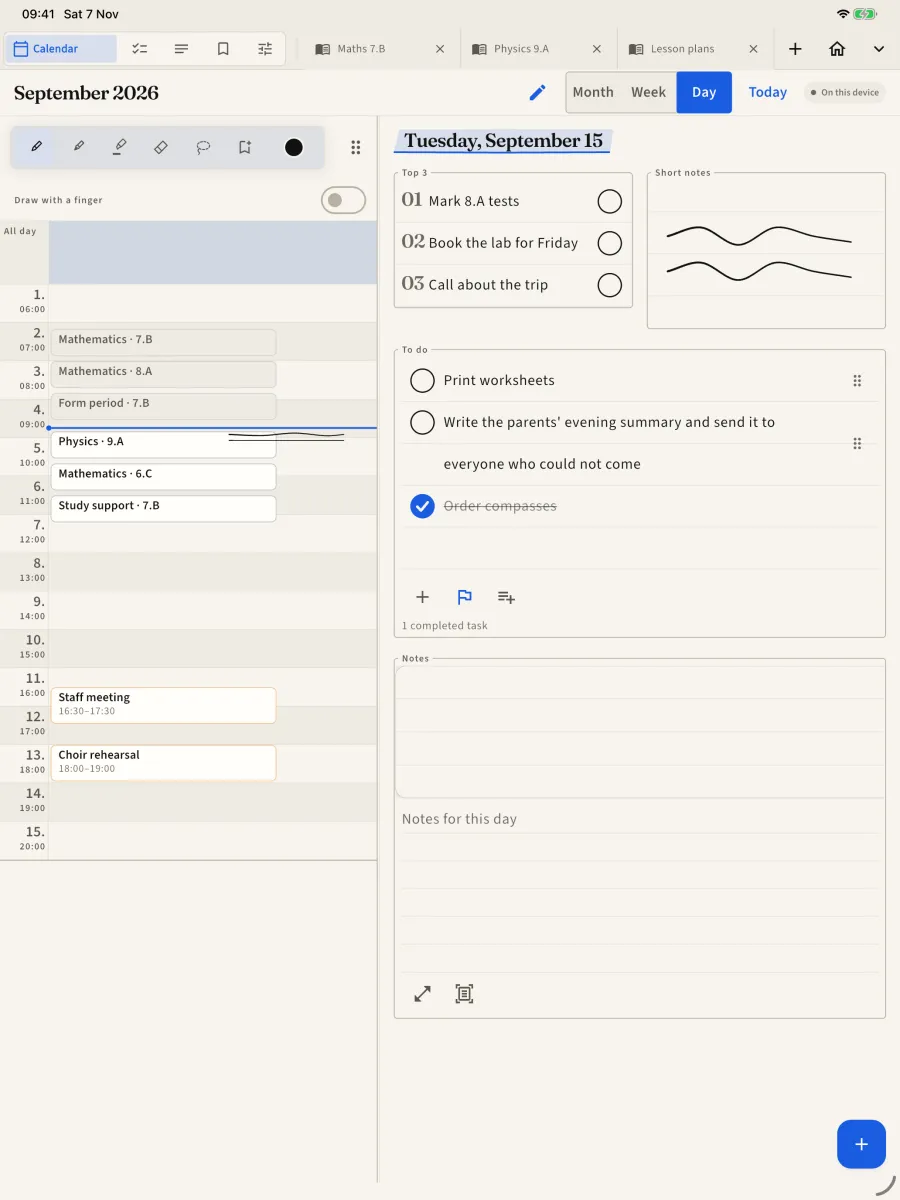 09:41 Sat 7 Nov
Calendar
Maths 7.B
Physics 9.A
Lesson plans
September 2026
Month Week Day Today
On this device
Draw with a finger
All day
1.
06:00
2.
07:00
Mathematics · 7.B
3.
08:00
Mathematics · 8.A
4.
09:00
Form period · 7.B
5.
10:00
Physics · 9.A
6.
11:00
Mathematics · 6.C
7.
12:00
Study support · 7.B
8.
13:00
9.
14:00
10.
15:00
11.
16:00
Staff meeting
16:30–17:30
12.
17:00
13.
18:00
Choir rehearsal
18:00–19:00
14.
19:00
15.
20:00
Tuesday, September 15
Top 3
01 Mark 8.A tests
02 Book the lab for Friday
03 Call about the trip
Short notes
To do
Print worksheets
Write the parents' evening summary and send it to
everyone who could not come
Order compasses
1 completed task
Notes
Notes for this day